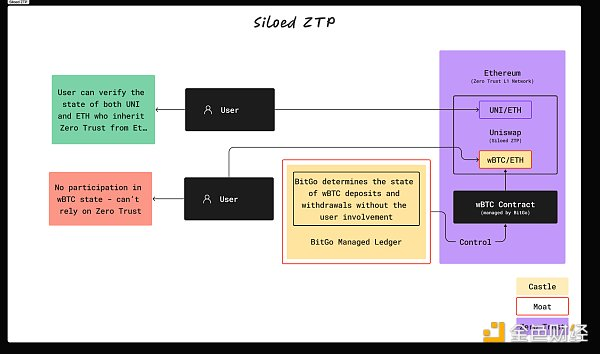 Siloed ZTP
Siloed ZTP
Ethereum
(Zero Trust L1 Network)
User can verify the
state of both UNI
and ETH who inherit
Zero Trust from Et…
User
UNI/ETH
Uniswap
(Siloed ZTP)
wBTC/ETH
No participation in
wBTC state - can't
rely on Zero Trust
User
BitGo determines the state
of wBTC deposits and
withdrawals without the
user involvement
BitGo Managed Ledger
wBTC Contract
(managed by BitGo)
Control
Castle
Moat
金色财经